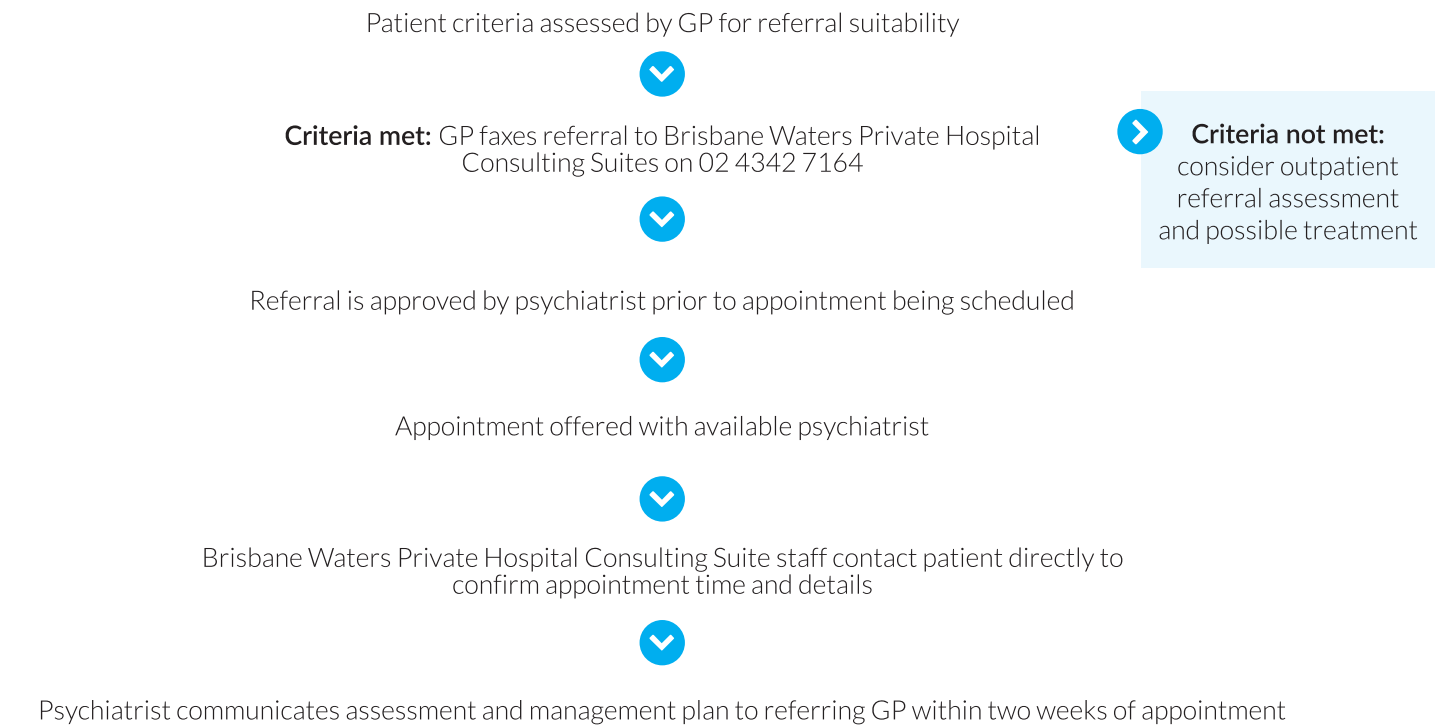 Patient criteria assessed by GP for referral suitability
Criteria met: GP faxes referral to Brisbane Waters Private Hospital
Consulting Suites on 02 4342 7164
Criteria not met:
consider outpatient
referral assessment
and possible treatment
Referral is approved by psychiatrist prior to appointment being scheduled
Appointment offered with available psychiatrist
Brisbane Waters Private Hospital Consulting Suite staff contact patient directly to
confirm appointment time and details
Psychiatrist communicates assessment and management plan to referring GP within two weeks of appointment